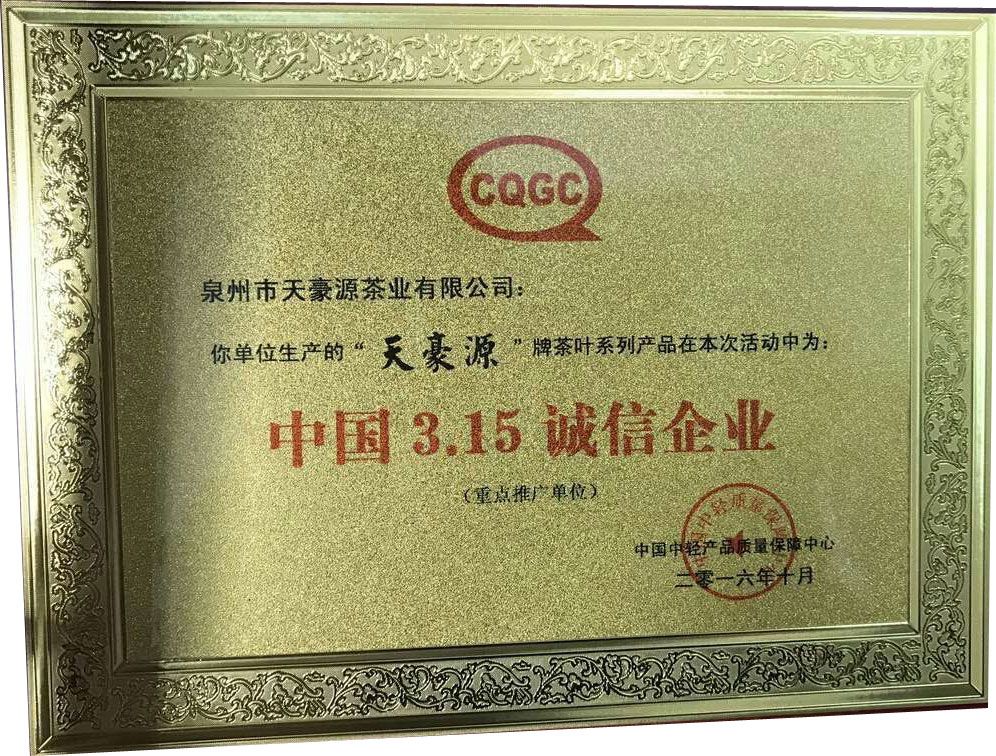 CQGC
泉州市天豪源茶业有限公司：
你单位生产的“天豪源”牌茶叶系列产品在本次活动中为：
中国3.15诚信企业
（重点推广单位）
中国中轻产品质量保障中心
二零一六年十月